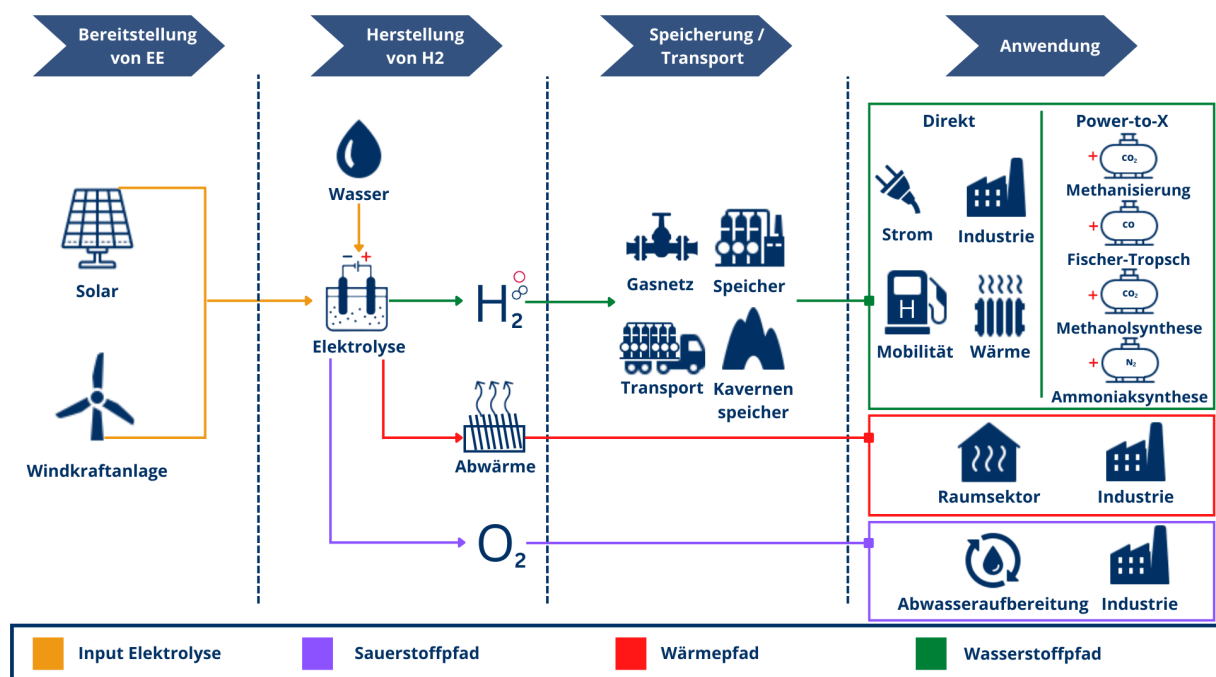 Bereitstellung
von EE
Herstellung
von H2
Speicherung /
Transport
Anwendung
Solar
Windkraftanlage
Wasser
− +
Elektrolyse
H2
Abwärme
O2
Gasnetz
Speicher
Transport
Kavernen
speicher
Direkt
Strom
Industrie
H
Mobilität
Wärme
Power-to-X
+ CO2
Methanisierung
+ CO
Fischer-Tropsch
+ CO2
Methanolsynthese
+ N2
Ammoniaksynthese
Raumsektor
Industrie
Abwasseraufbereitung
Industrie
Input Elektrolyse
Sauerstoffpfad
Wärmepfad
Wasserstoffpfad